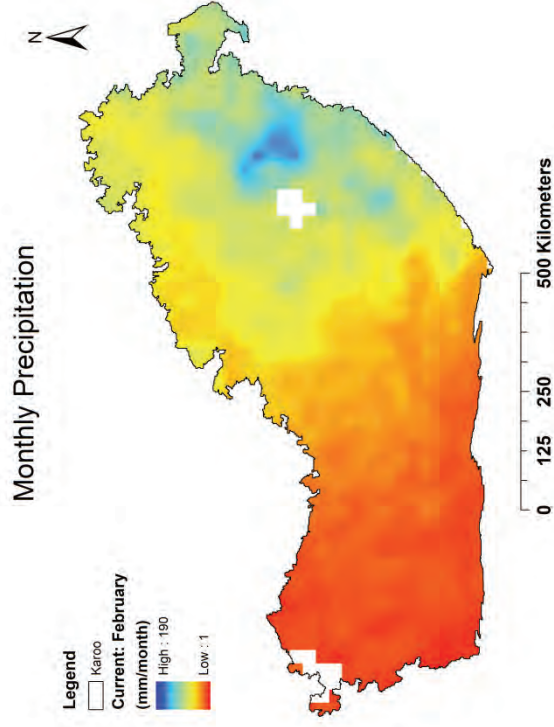 Monthly Precipitation
N
Legend
Karoo
Current: February
(mm/month)
High : 190
Low : 1
0 125 250 500 Kilometers